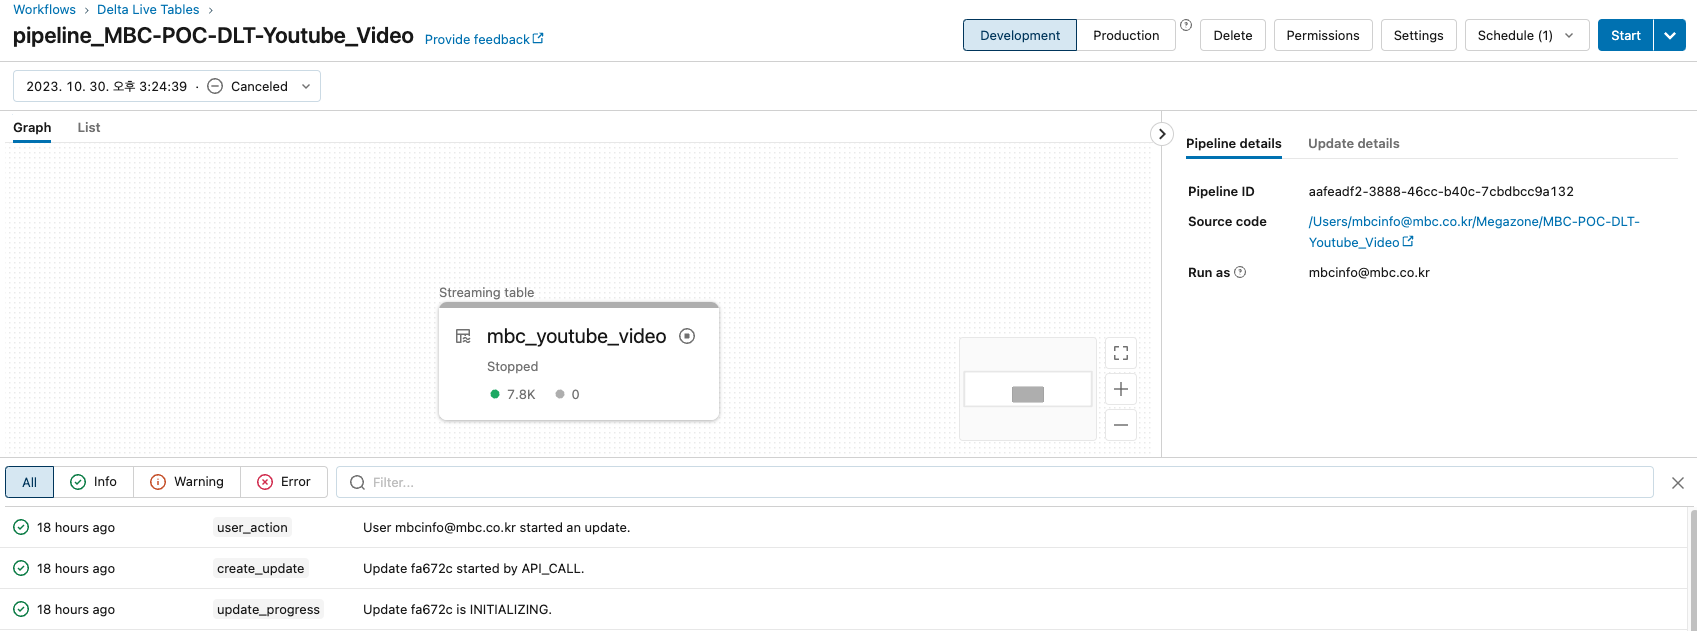 Workflows › Delta Live Tables ›
pipeline_MBC-POC-DLT-Youtube_Video Provide feedback
Development Production ? Delete Permissions Settings Schedule (1) Start
2023. 10. 30. 오후 3:24:39 · Canceled
Graph List
Streaming table
mbc_youtube_video
Stopped
7.8K 0
Pipeline details Update details
Pipeline ID aafeadf2-3888-46cc-b40c-7cbdbcc9a132
Source code /Users/mbcinfo@mbc.co.kr/Megazone/MBC-POC-DLT-
Youtube_Video
Run as ? mbcinfo@mbc.co.kr
All Info Warning Error Filter...
18 hours ago user_action User mbcinfo@mbc.co.kr started an update.
18 hours ago create_update Update fa672c started by API_CALL.
18 hours ago update_progress Update fa672c is INITIALIZING.